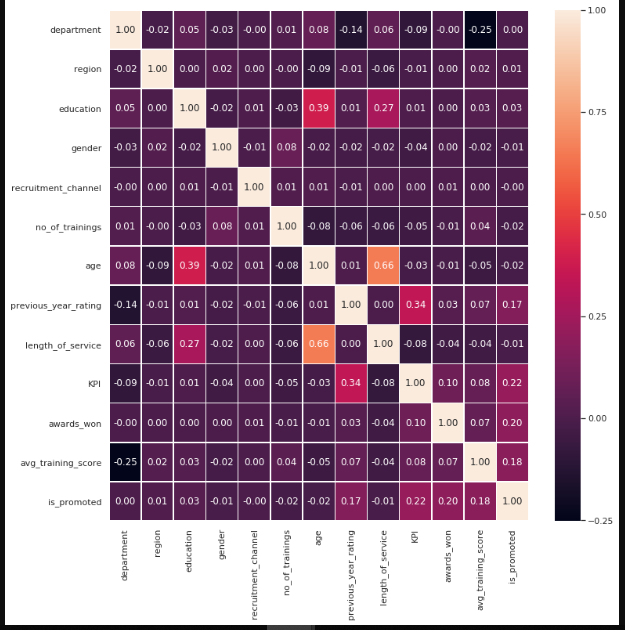 department 1.00 -0.02 0.05 -0.03 -0.00 0.01 0.08 -0.14 0.06 -0.09 -0.00 -0.25 0.00
region -0.02 1.00 0.00 0.02 0.00 -0.00 -0.09 -0.01 -0.06 -0.01 0.00 0.02 0.01
education 0.05 0.00 1.00 -0.02 0.01 -0.03 0.39 0.01 0.27 0.01 0.00 0.03 0.03
gender -0.03 0.02 -0.02 1.00 -0.01 0.08 -0.02 -0.02 -0.02 -0.04 0.00 -0.02 -0.01
recruitment_channel -0.00 0.00 0.01 -0.01 1.00 0.01 0.01 -0.01 0.00 0.00 0.01 0.00 -0.00
no_of_trainings 0.01 -0.00 -0.03 0.08 0.01 1.00 -0.08 -0.06 -0.06 -0.05 -0.01 0.04 -0.02
age 0.08 -0.09 0.39 -0.02 0.01 -0.08 1.00 0.01 0.66 -0.03 -0.01 -0.05 -0.02
previous_year_rating -0.14 -0.01 0.01 -0.02 -0.01 -0.06 0.01 1.00 0.00 0.34 0.03 0.07 0.17
length_of_service 0.06 -0.06 0.27 -0.02 0.00 -0.06 0.66 0.00 1.00 -0.08 -0.04 -0.04 -0.01
KPI -0.09 -0.01 0.01 -0.04 0.00 -0.05 -0.03 0.34 -0.08 1.00 0.10 0.08 0.22
awards_won -0.00 0.00 0.00 0.00 0.01 -0.01 -0.01 0.03 -0.04 0.10 1.00 0.07 0.20
avg_training_score -0.25 0.02 0.03 -0.02 0.00 0.04 -0.05 0.07 -0.04 0.08 0.07 1.00 0.18
is_promoted 0.00 0.01 0.03 -0.01 -0.00 -0.02 -0.02 0.17 -0.01 0.22 0.20 0.18 1.00
department
region
education
gender
recruitment_channel
no_of_trainings
age
previous_year_rating
length_of_service
KPI
awards_won
avg_training_score
is_promoted
1.00
0.75
0.50
0.25
0.00
−0.25